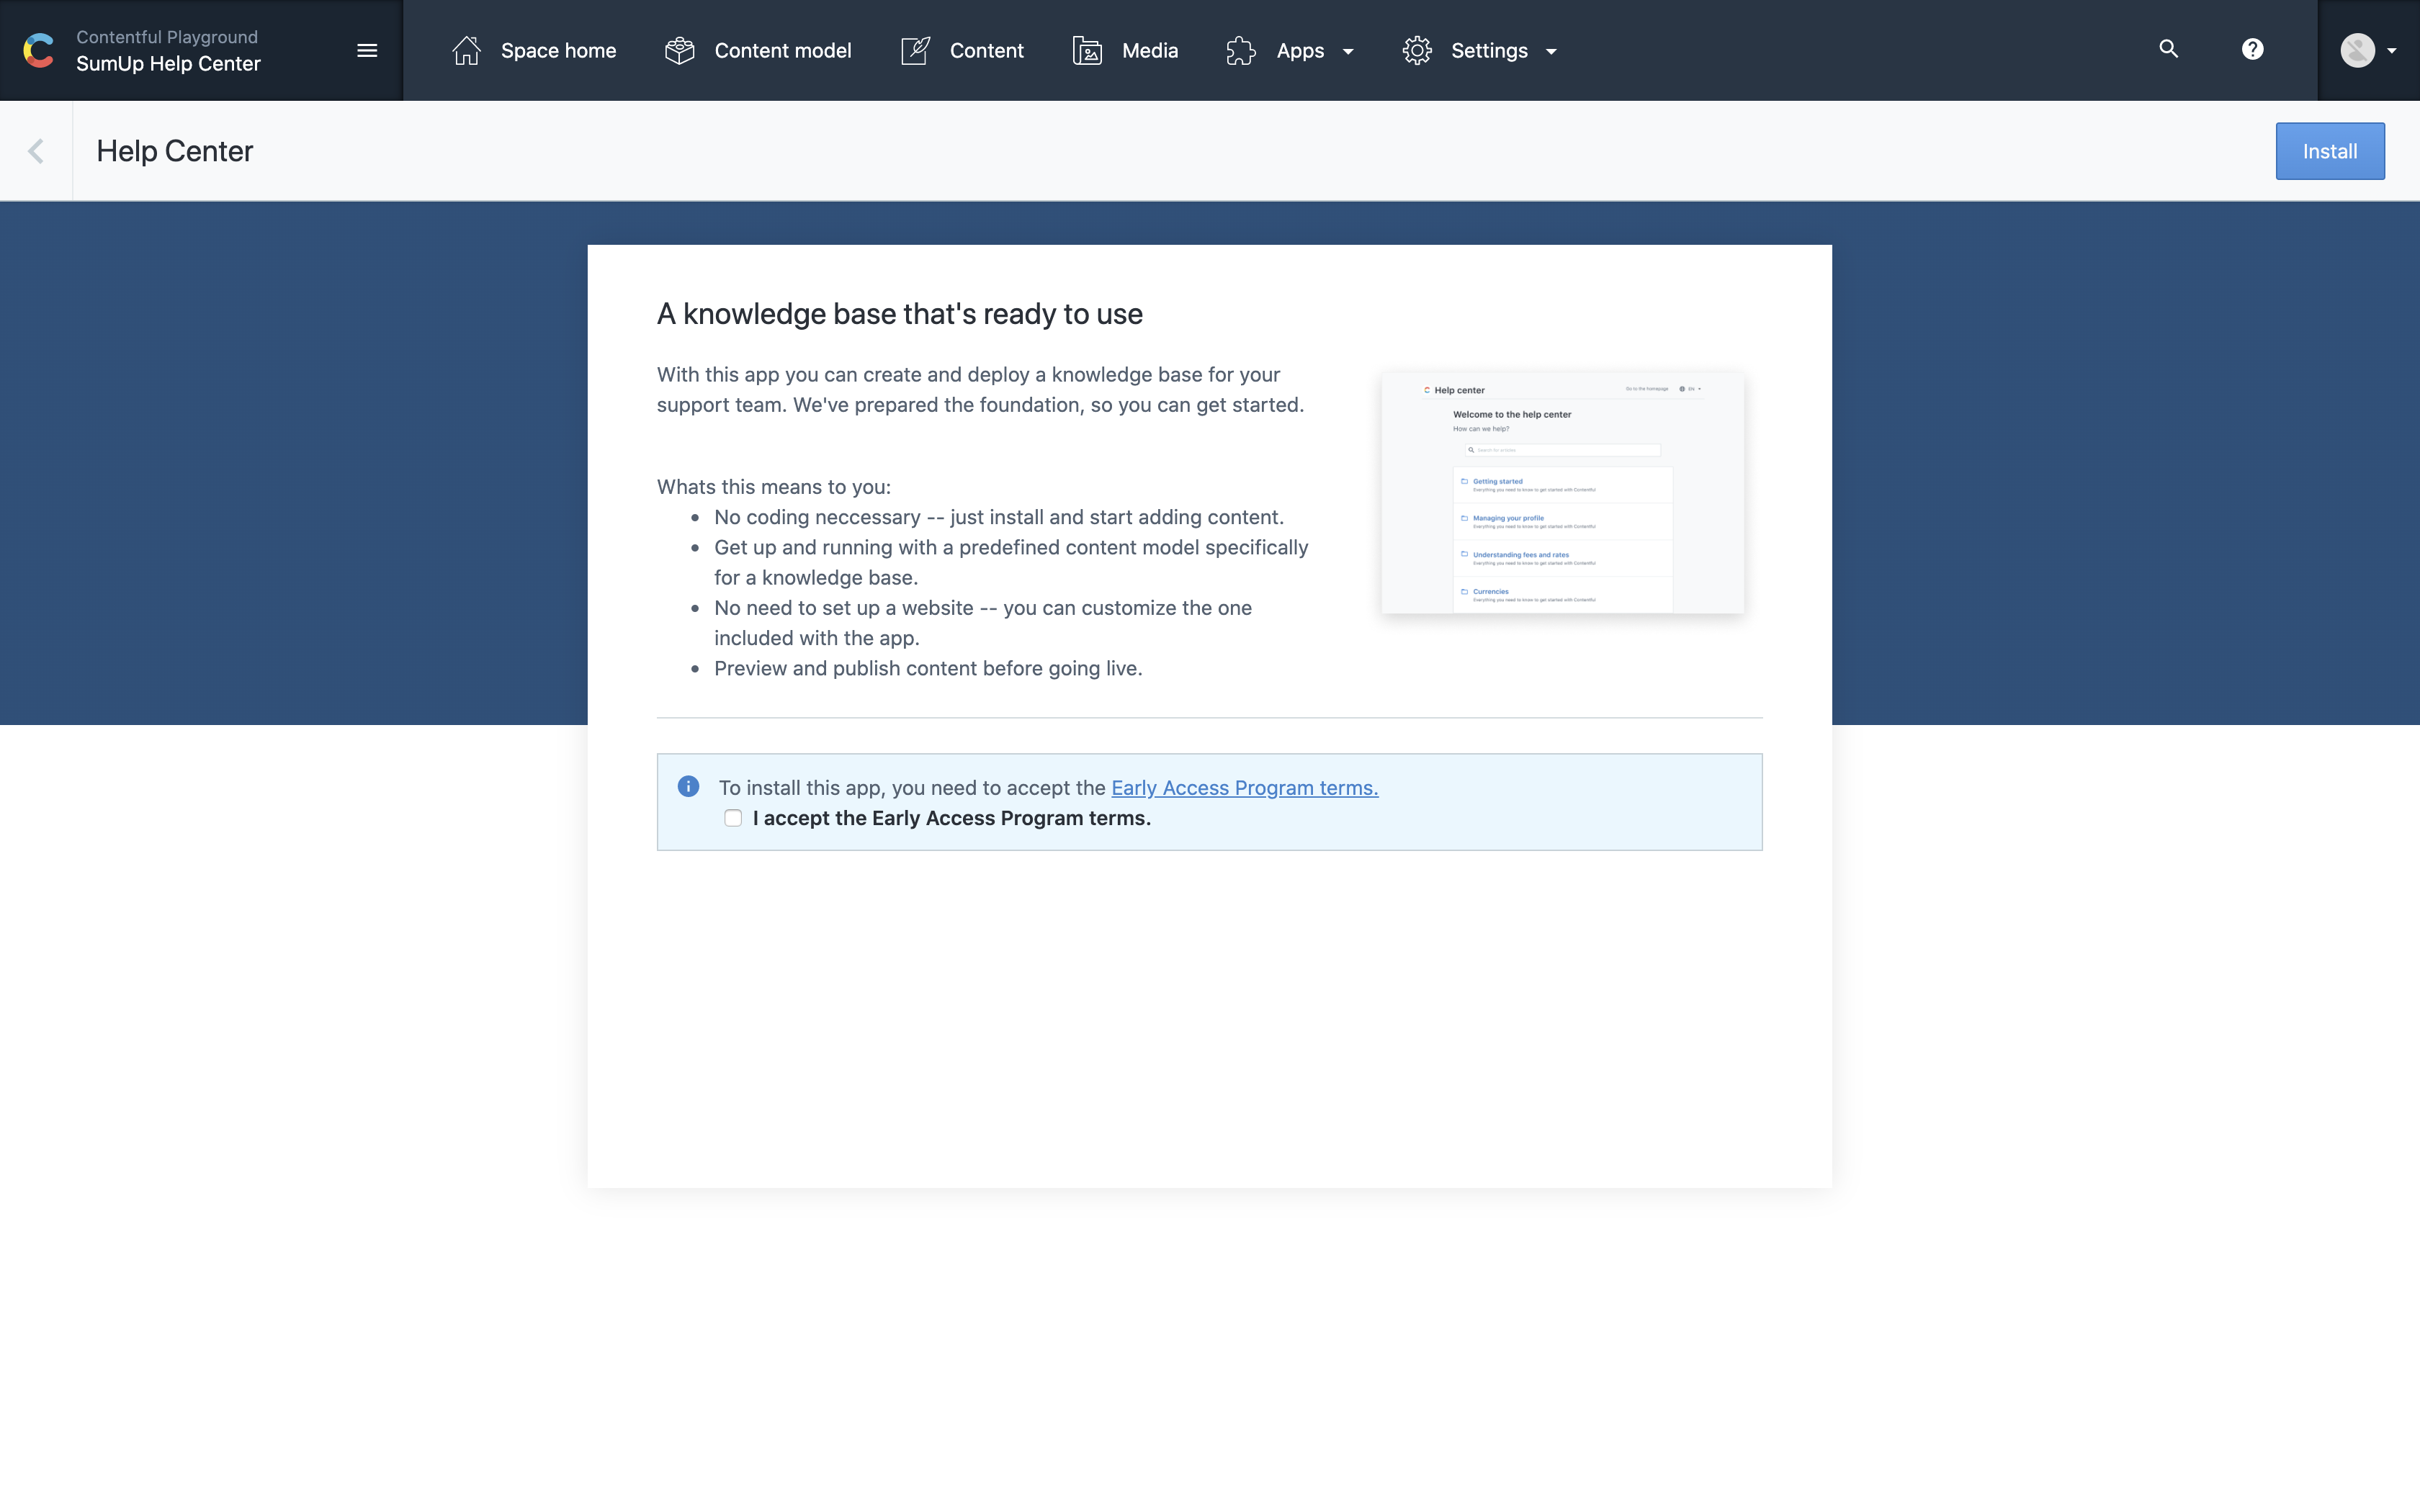 Contentful Playground
SumUp Help Center
Space home
Content model
Content
Media
Apps
Settings
Help Center
Install
A knowledge base that's ready to use
With this app you can create and deploy a knowledge base for your
support team. We've prepared the foundation, so you can get started.
Whats this means to you:
No coding neccessary -- just install and start adding content.
Get up and running with a predefined content model specifically
for a knowledge base.
No need to set up a website -- you can customize the one
included with the app.
Preview and publish content before going live.
Help center
Go to the homepage
EN
Welcome to the help center
How can we help?
Search for articles
Getting started
Everything you need to know to get started with Contentful
Managing your profile
Everything you need to know to get started with Contentful
Understanding fees and rates
Everything you need to know to get started with Contentful
Currencies
Everything you need to know to get started with Contentful
To install this app, you need to accept the Early Access Program terms.
I accept the Early Access Program terms.